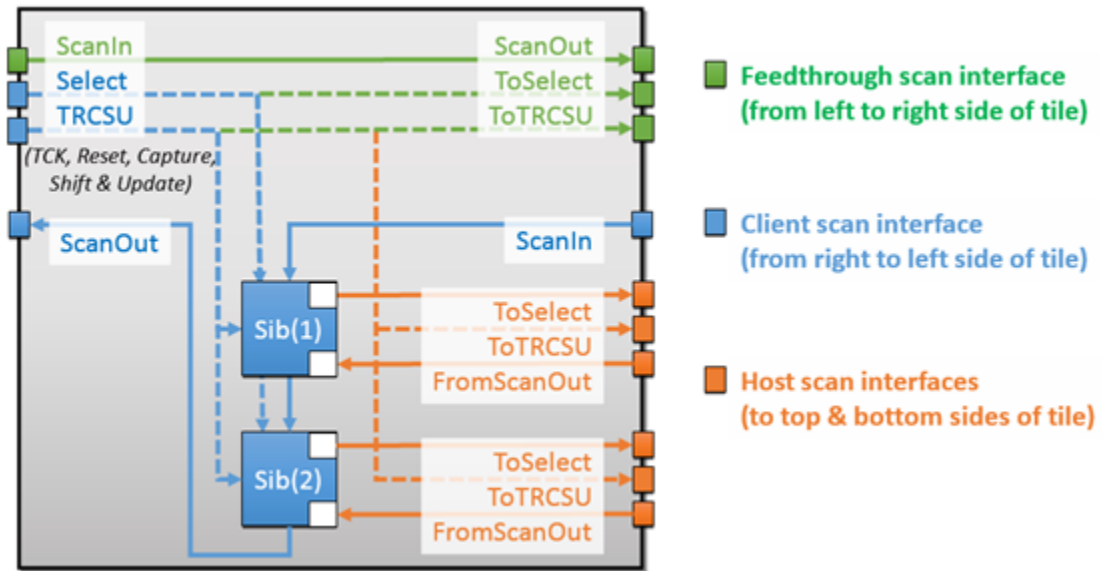 ScanIn
ScanOut
Select
ToSelect
TRCSU
ToTRCSU
(TCK, Reset, Capture,
Shift & Update)
ScanOut
ScanIn
Sib(1)
ToSelect
ToTRCSU
FromScanOut
Sib(2)
ToSelect
ToTRCSU
FromScanOut
Feedthrough scan interface
(from left to right side of tile)
Client scan interface
(from right to left side of tile)
Host scan interfaces
(to top & bottom sides of tile)